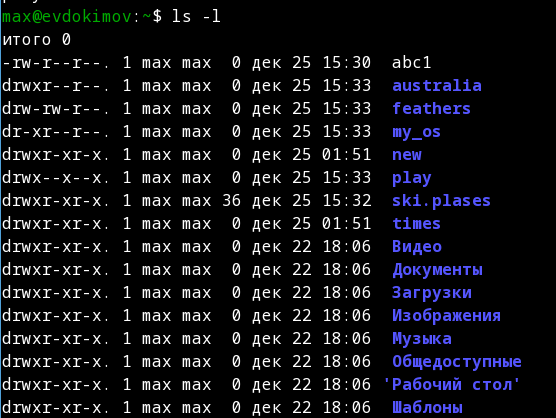 max@evdokimov:~$ ls -l
итого 0
-rw-r--r--. 1 max max  0 дек 25 15:30  abc1
drwxr--r--. 1 max max  0 дек 25 15:33  australia
drw-rw-r--. 1 max max  0 дек 25 15:33  feathers
dr-xr--r--. 1 max max  0 дек 25 15:33  my_os
drwxr-xr-x. 1 max max  0 дек 25 01:51  new
drwx--x--x. 1 max max  0 дек 25 15:33  play
drwxr-xr-x. 1 max max 36 дек 25 15:32  ski.plases
drwxr-xr-x. 1 max max  0 дек 25 01:51  times
drwxr-xr-x. 1 max max  0 дек 22 18:06  Видео
drwxr-xr-x. 1 max max  0 дек 22 18:06  Документы
drwxr-xr-x. 1 max max  0 дек 22 18:06  Загрузки
drwxr-xr-x. 1 max max  0 дек 22 18:06  Изображения
drwxr-xr-x. 1 max max  0 дек 22 18:06  Музыка
drwxr-xr-x. 1 max max  0 дек 22 18:06  Общедоступные
drwxr-xr-x. 1 max max  0 дек 22 18:06 'Рабочий стол'
drwxr-xr-x. 1 max max  0 дек 22 18:06  Шаблоны